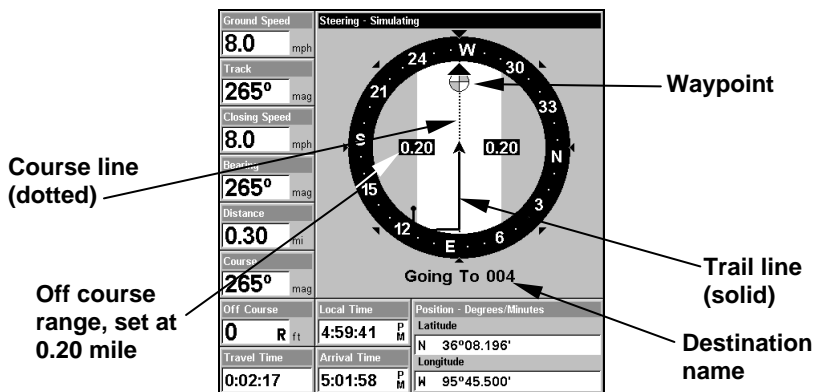 Ground Speed
8.0 mph
Track
265° mag
Closing Speed
8.0 mph
Bearing
265° mag
Distance
0.30 mi
Course
265° mag
Off Course
0 R ft
Travel Time
0:02:17
Steering - Simulating
24 W 30
21 33
S N
15 3
12 E 6
0.20 0.20
Going To 004
Local Time
4:59:41 PM
Arrival Time
5:01:58 PM
Position - Degrees/Minutes
Latitude
N 36°08.196'
Longitude
W 95°45.500'
Course line
(dotted)
Off course
range, set at
0.20 mile
Waypoint
Trail line
(solid)
Destination
name